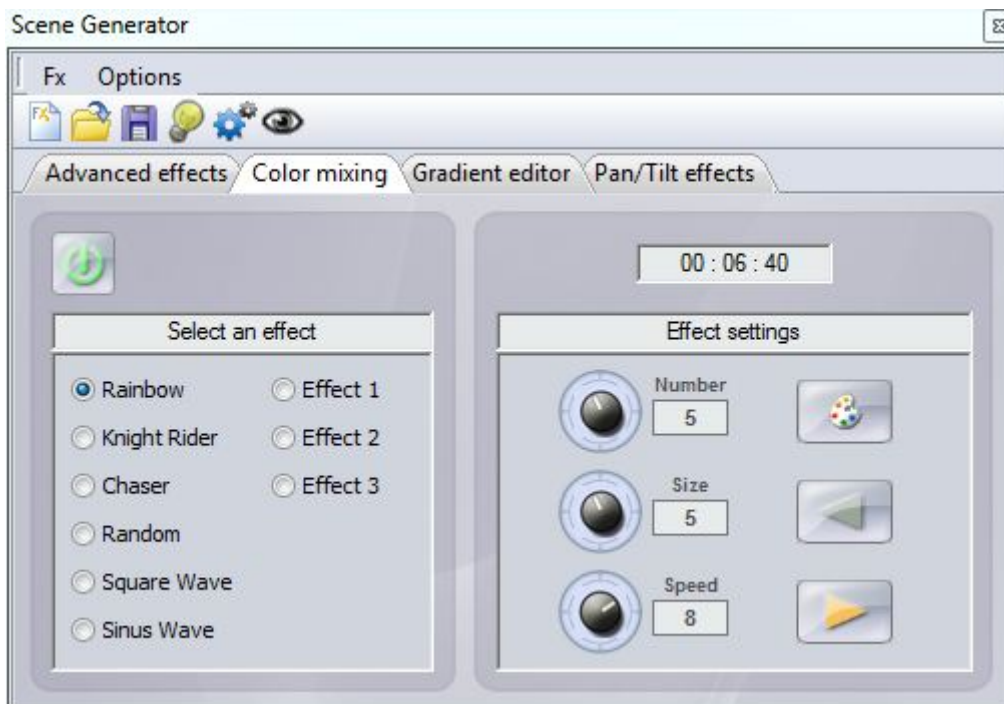 Scene Generator
Fx Options
FX
Advanced effects Color mixing Gradient editor Pan/Tilt effects
00 : 06 : 40
Select an effect
Rainbow Effect 1
Knight Rider Effect 2
Chaser Effect 3
Random
Square Wave
Sinus Wave
Effect settings
Number
5
Size
5
Speed
8